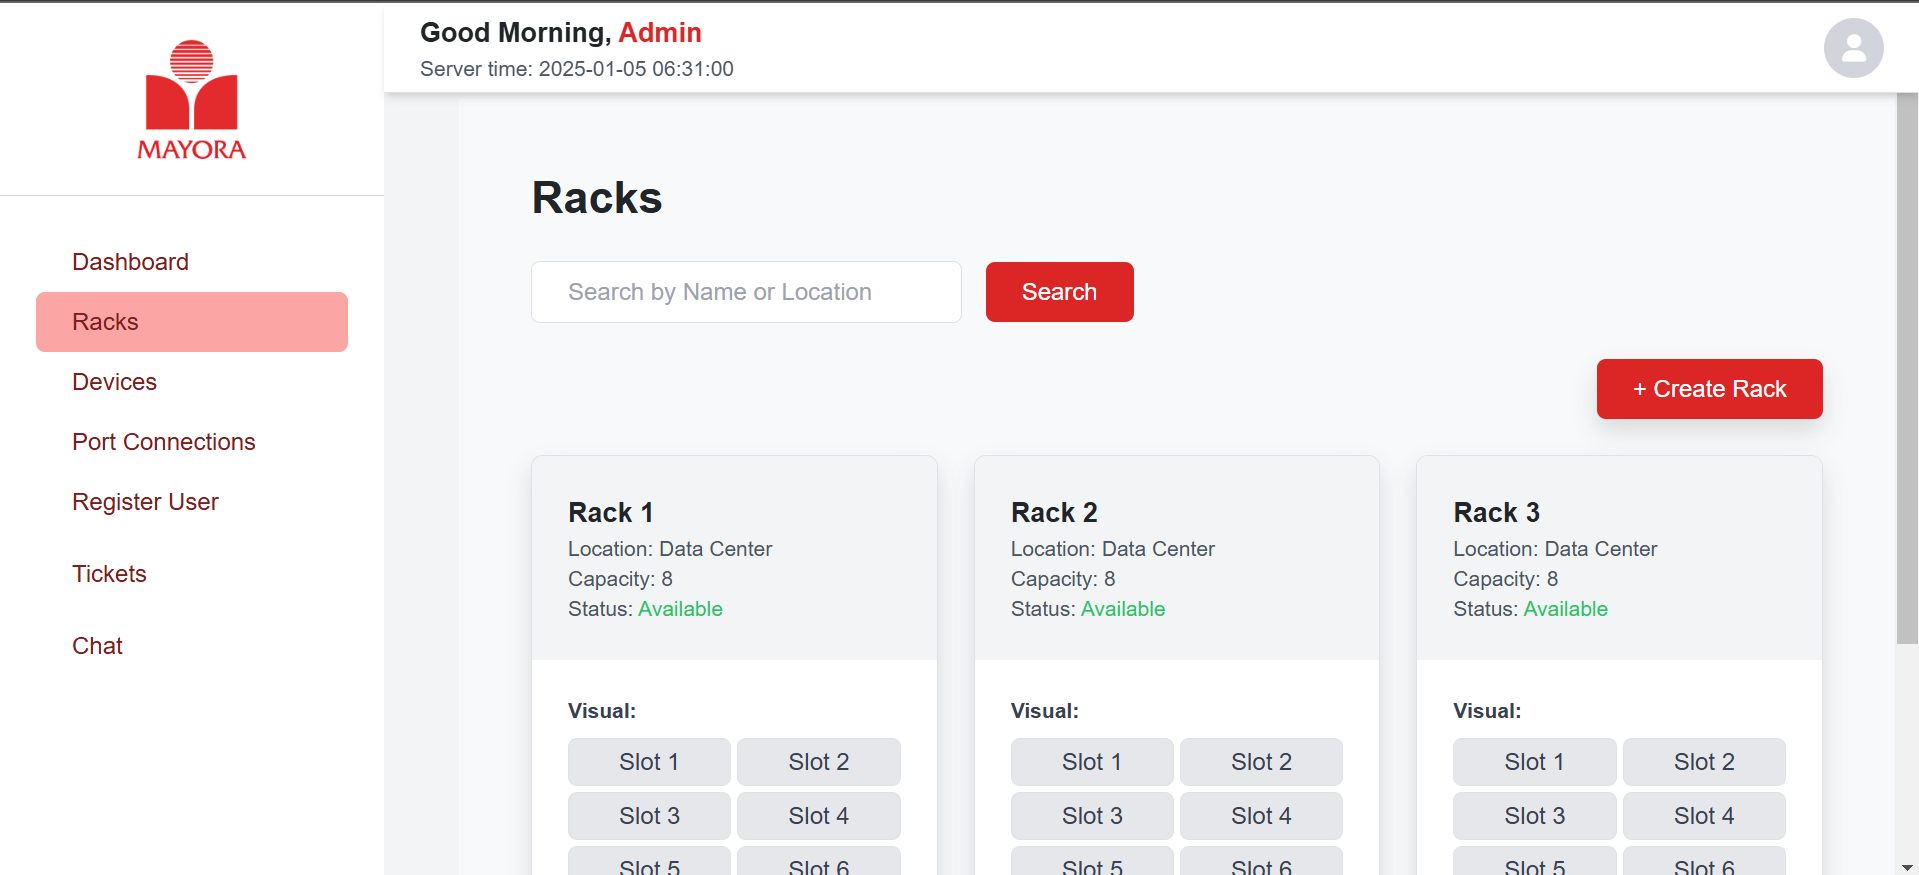 MAYORA
Good Morning, Admin
Server time: 2025-01-05 06:31:00
Dashboard
Racks
Devices
Port Connections
Register User
Tickets
Chat
Racks
Search by Name or Location
Search
+ Create Rack
Rack 1
Location: Data Center
Capacity: 8
Status: Available
Visual:
Slot 1
Slot 2
Slot 3
Slot 4
Slot 5
Slot 6
Rack 2
Location: Data Center
Capacity: 8
Status: Available
Visual:
Slot 1
Slot 2
Slot 3
Slot 4
Slot 5
Slot 6
Rack 3
Location: Data Center
Capacity: 8
Status: Available
Visual:
Slot 1
Slot 2
Slot 3
Slot 4
Slot 5
Slot 6